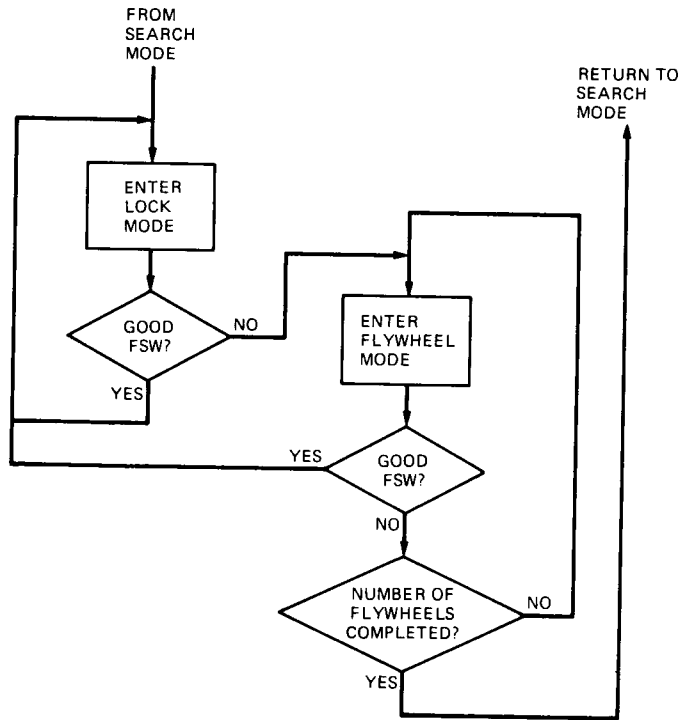 FROM
SEARCH
MODE
RETURN TO
SEARCH
MODE
ENTER
LOCK
MODE
GOOD
FSW?
NO
YES
ENTER
FLYWHEEL
MODE
YES
GOOD
FSW?
NO
NUMBER OF
FLYWHEELS
COMPLETED?
NO
YES